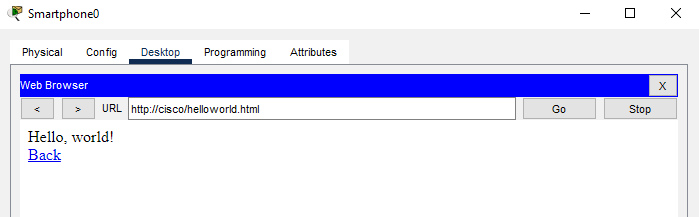 Smartphone0
Physical Config Desktop Programming Attributes
Web Browser X
< > URL http://cisco/helloworld.html Go Stop
Hello, world!
Back